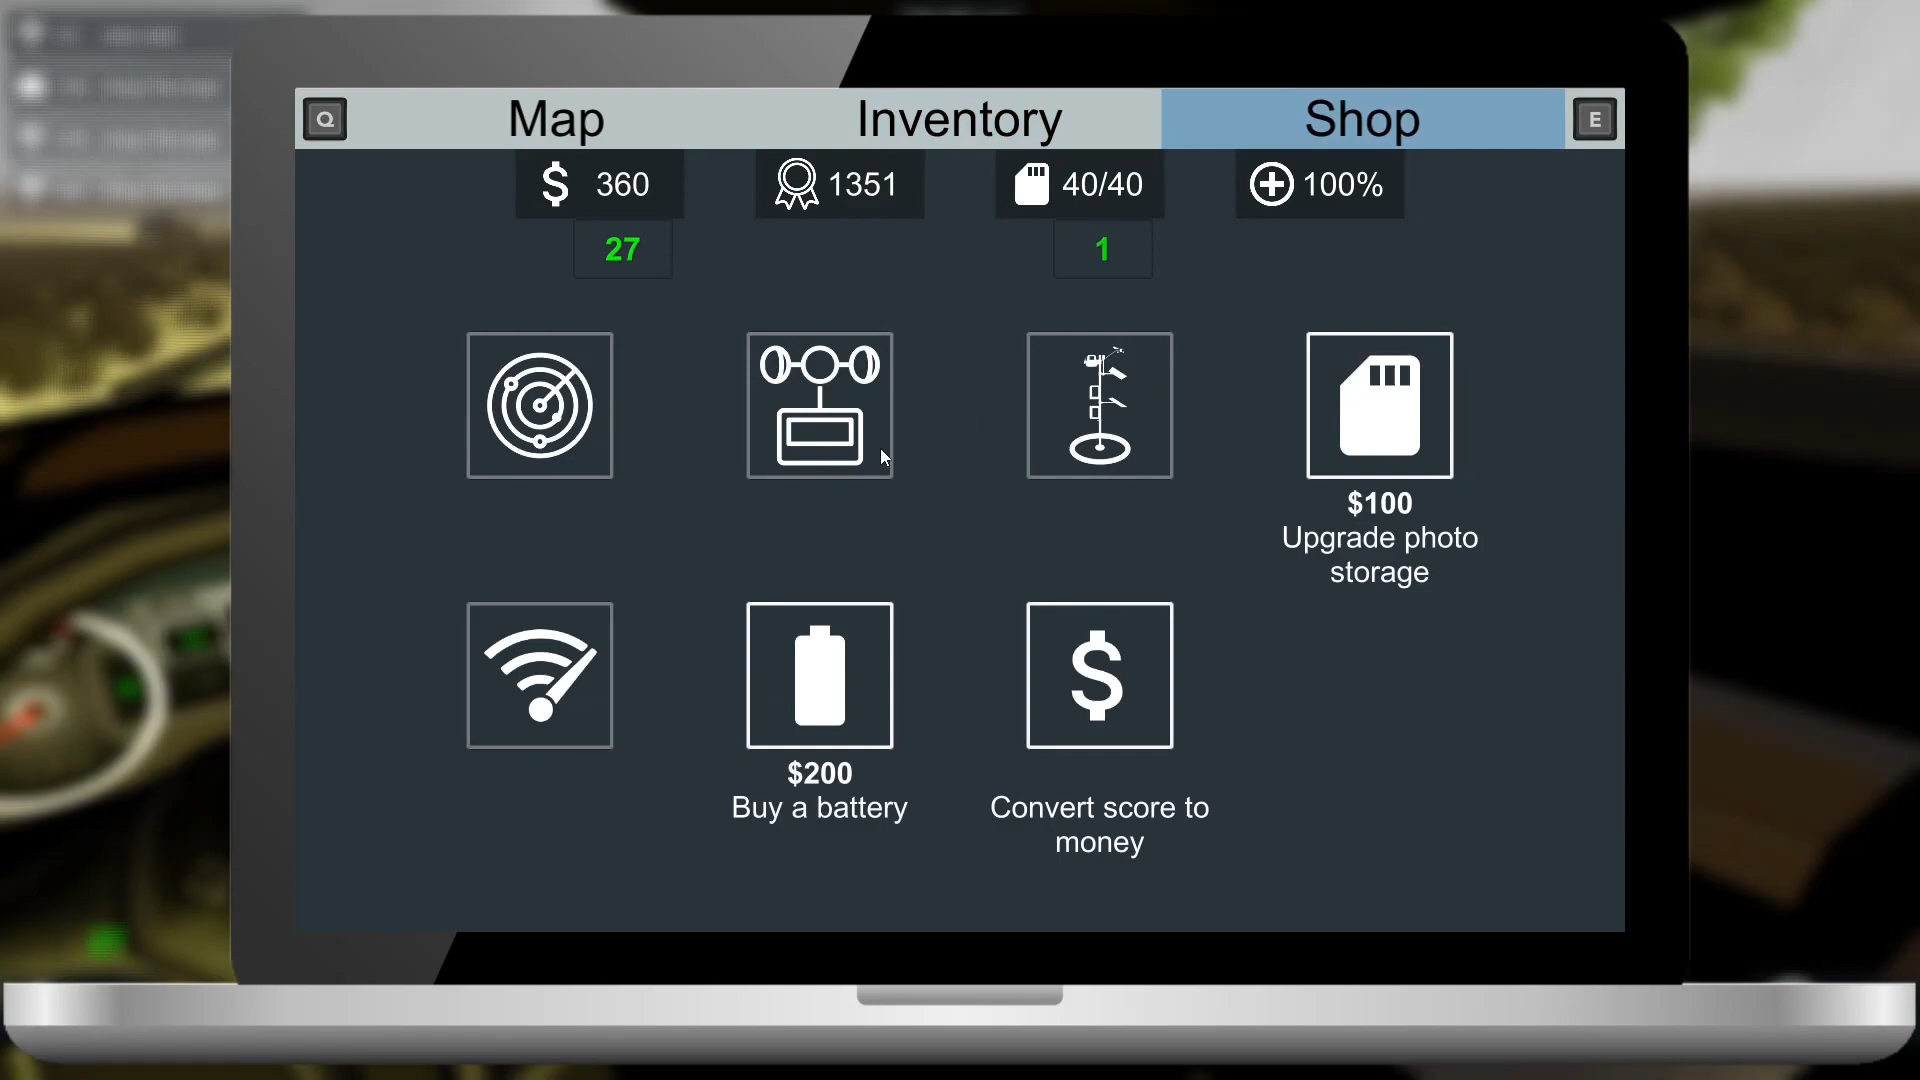 Q Map Inventory Shop E
$ 360 1351 40/40 100%
27 1
$100
Upgrade photo
storage
$
$200
Buy a battery
Convert score to
money